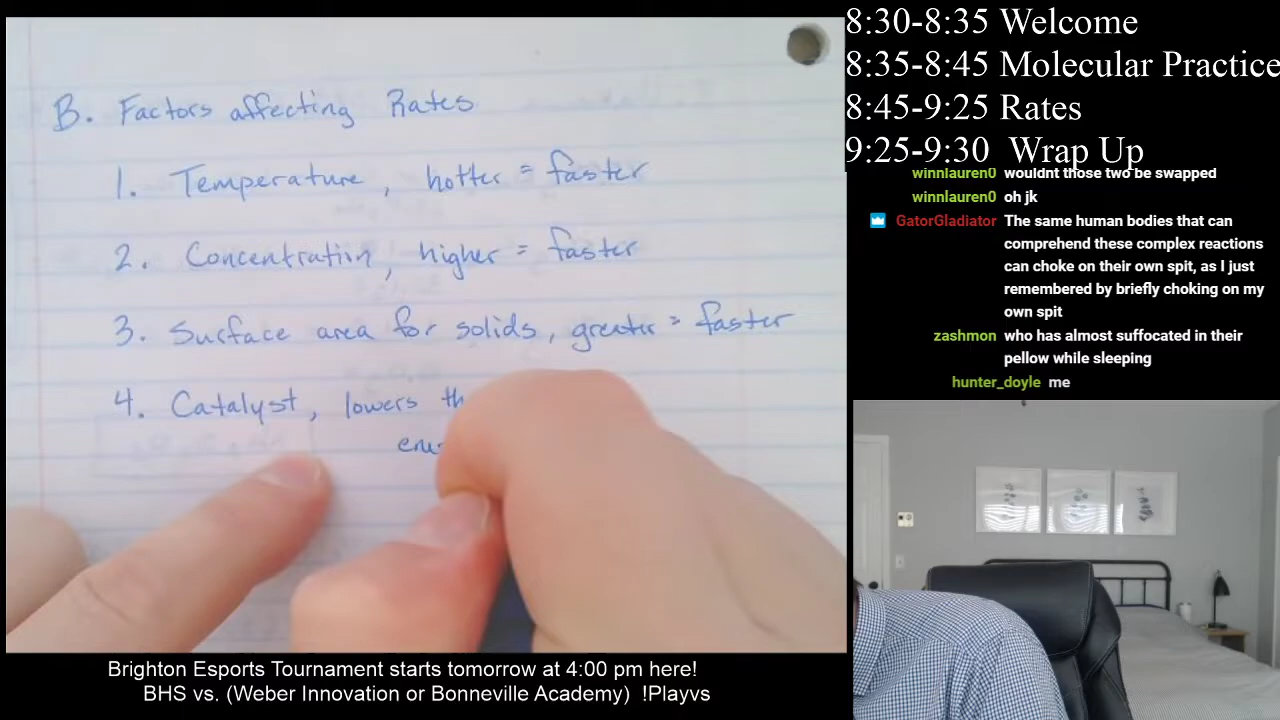 B. Factors affecting Rates
1. Temperature, hotter = faster
2. Concentration, higher = faster
3. Surface area for solids, greater = faster
4. Catalyst, lowers
8:30-8:35 Welcome
8:35-8:45 Molecular Practice
8:45-9:25 Rates
9:25-9:30 Wrap Up
winnlauren0 wouldnt those two be swapped
winnlauren0 oh jk
GatorGladiator The same human bodies that can
comprehend these complex reactions
can choke on their own spit, as I just
remembered by briefly choking on my
own spit
zashmon who has almost suffocated in their
pellow while sleeping
hunter_doyle me
Brighton Esports Tournament starts tomorrow at 4:00 pm here!
BHS vs. (Weber Innovation or Bonneville Academy) !Playvs